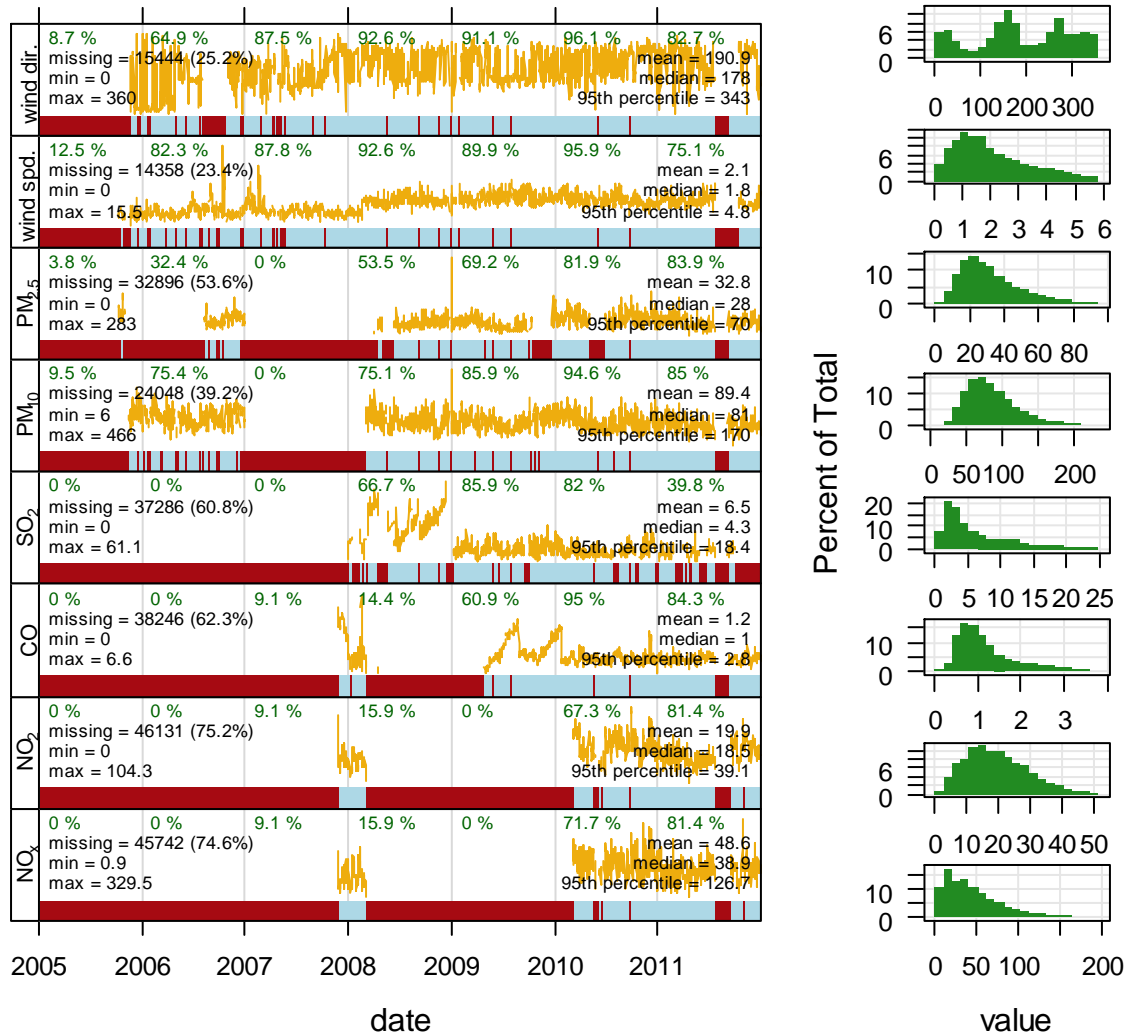 wind dir.
8.7 % 64.9 % 87.5 % 92.6 % 91.1 % 96.1 % 82.7 %
missing = 15444 (25.2%) mean = 190.9
min = 0 median = 178
max = 360 95th percentile = 343
wind spd.
12.5 % 82.3 % 87.8 % 92.6 % 89.9 % 95.9 % 75.1 %
missing = 14358 (23.4%) mean = 2.1
min = 0 median = 1.8
max = 15.5 95th percentile = 4.8
PM2.5
3.8 % 32.4 % 0 % 53.5 % 69.2 % 81.9 % 83.9 %
missing = 32896 (53.6%) mean = 32.8
min = 0 median = 28
max = 283 95th percentile = 70
PM10
9.5 % 75.4 % 0 % 75.1 % 85.9 % 94.6 % 85 %
missing = 24048 (39.2%) mean = 89.4
min = 6 median = 81
max = 466 95th percentile = 170
SO2
0 % 0 % 0 % 66.7 % 85.9 % 82 % 39.8 %
missing = 37286 (60.8%) mean = 6.5
min = 0 median = 4.3
max = 61.1 95th percentile = 18.4
CO
0 % 0 % 9.1 % 14.4 % 60.9 % 95 % 84.3 %
missing = 38246 (62.3%) mean = 1.2
min = 0 median = 1
max = 6.6 95th percentile = 2.8
NO2
0 % 0 % 9.1 % 15.9 % 0 % 67.3 % 81.4 %
missing = 46131 (75.2%) mean = 19.9
min = 0 median = 18.5
max = 104.3 95th percentile = 39.1
NOx
0 % 0 % 9.1 % 15.9 % 0 % 71.7 % 81.4 %
missing = 45742 (74.6%) mean = 48.6
min = 0.9 median = 38.9
max = 329.5 95th percentile = 126.7
2005 2006 2007 2008 2009 2010 2011
date
Percent of Total
6
0
0 100 200 300
6
0
0 1 2 3 4 5 6
10
0
0 20 40 60 80
10
0
0 50 100 200
20
10
0
0 5 10 15 20 25
10
0
0 1 2 3
6
0
0 10 20 30 40 50
10
0
0 50 100 200
value